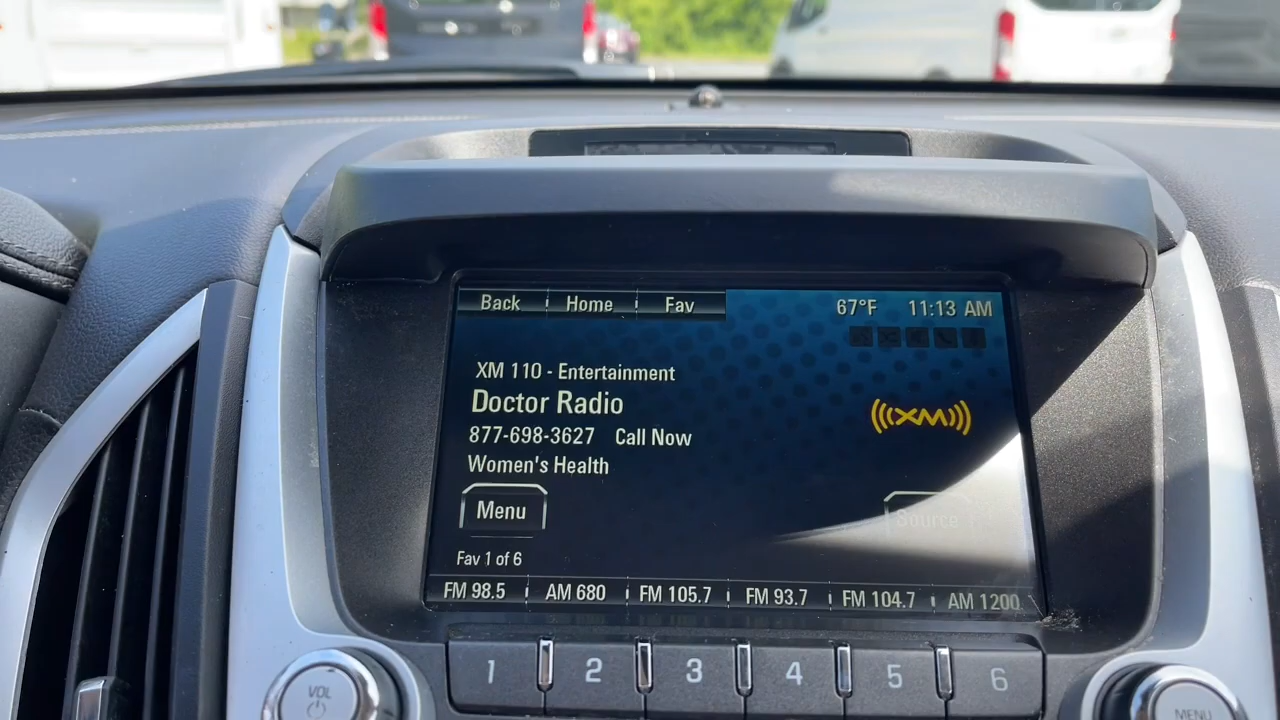 Back Home Fav 67°F 11:13 AM
XM 110 - Entertainment
Doctor Radio
XM
877-698-3627 Call Now
Women's Health
Menu Source
Fav 1 of 6
FM 98.5 AM 680 FM 105.7 FM 93.7 FM 104.7 AM 1200
1 2 3 4 5 6
VOL
MENU